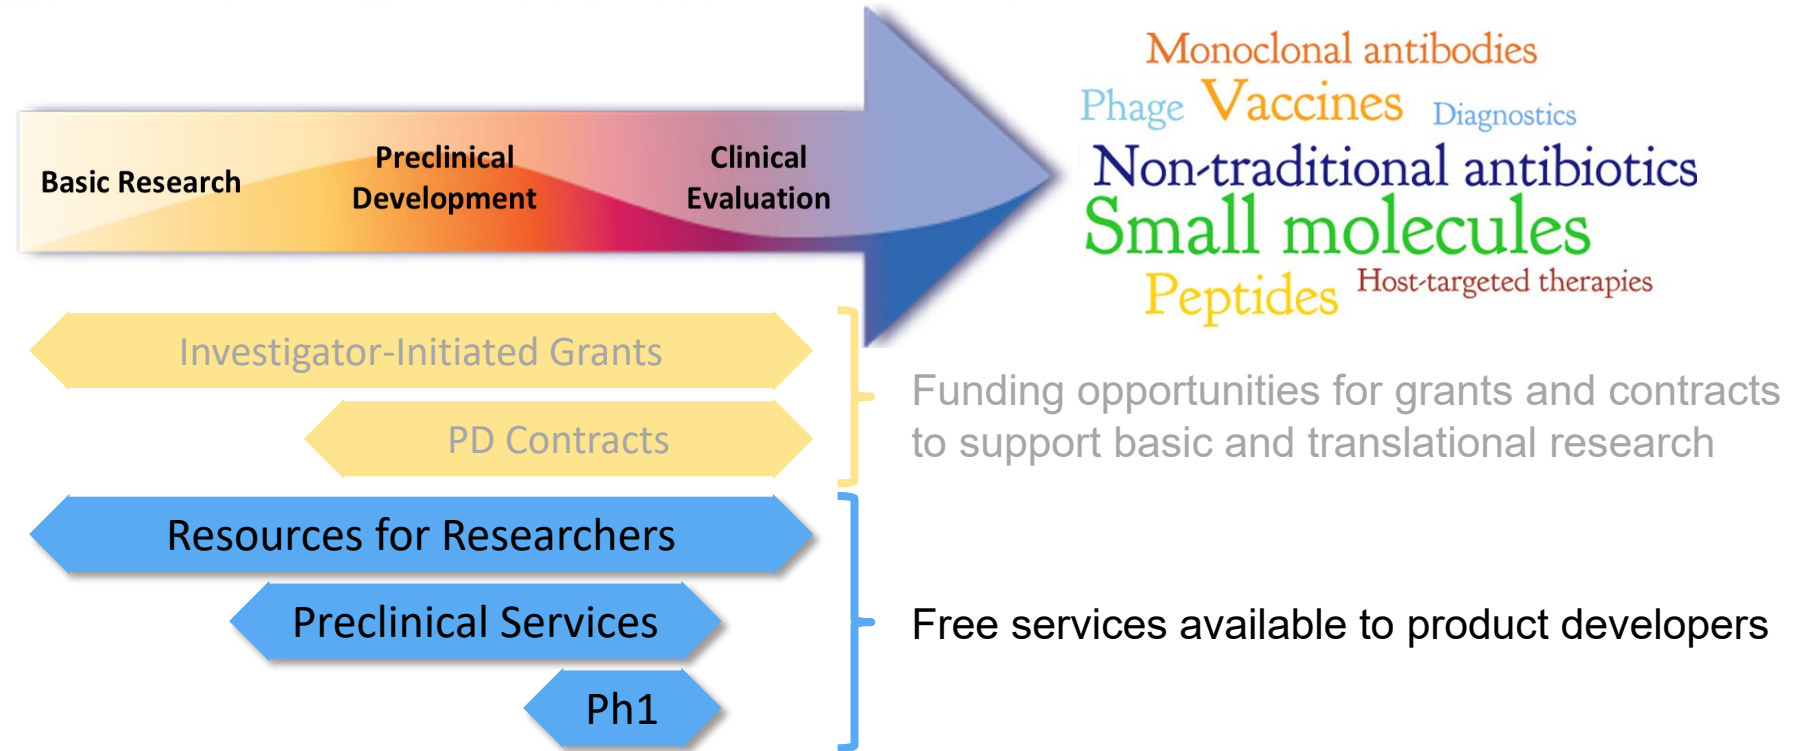 Monoclonal antibodies
Phage Vaccines Diagnostics
Non-traditional antibiotics
Small molecules
Peptides Host-targeted therapies
Basic Research
Preclinical
Development
Clinical
Evaluation
Investigator-Initiated Grants
PD Contracts
Funding opportunities for grants and contracts
to support basic and translational research
Resources for Researchers
Preclinical Services
Ph1
Free services available to product developers